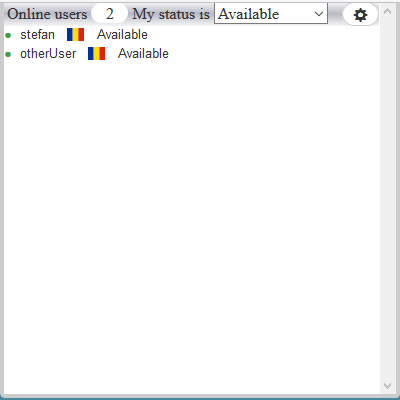 Online users 2 My status is Available
stefan Available
otherUser Available